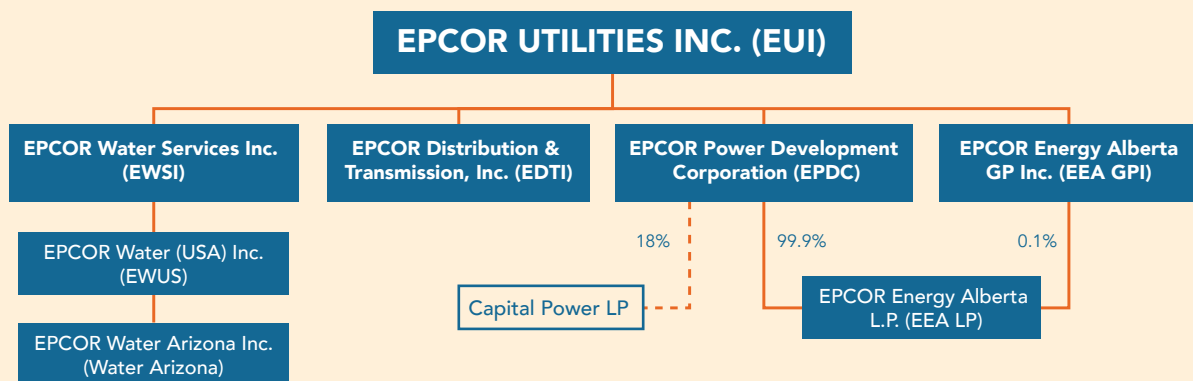 EPCOR UTILITIES INC. (EUI)
EPCOR Water Services Inc.
(EWSI)
EPCOR Distribution &
Transmission, Inc. (EDTI)
EPCOR Power Development
Corporation (EPDC)
EPCOR Energy Alberta
GP Inc. (EEA GPI)
18%
99.9%
0.1%
EPCOR Water (USA) Inc.
(EWUS)
Capital Power LP
EPCOR Energy Alberta
L.P. (EEA LP)
EPCOR Water Arizona Inc.
(Water Arizona)